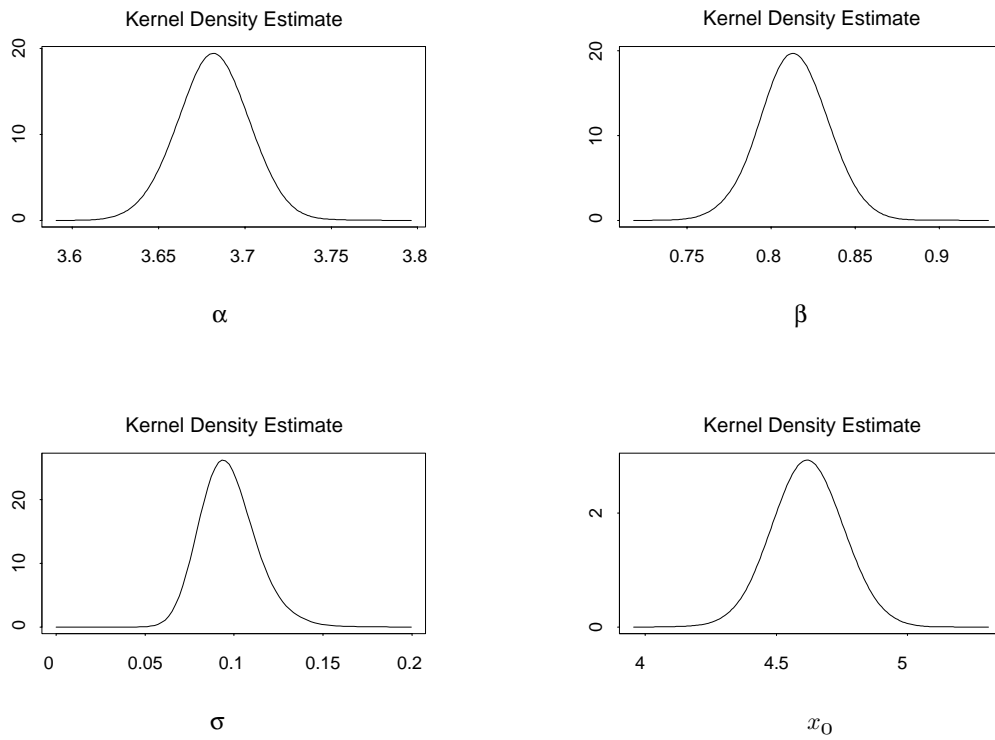 Kernel Density Estimate
20
10
0
3.6 3.65 3.7 3.75 3.8
α
Kernel Density Estimate
20
10
0
0.75 0.8 0.85 0.9
β
Kernel Density Estimate
20
10
0
0 0.05 0.1 0.15 0.2
σ
Kernel Density Estimate
2
0
4 4.5 5
x₀